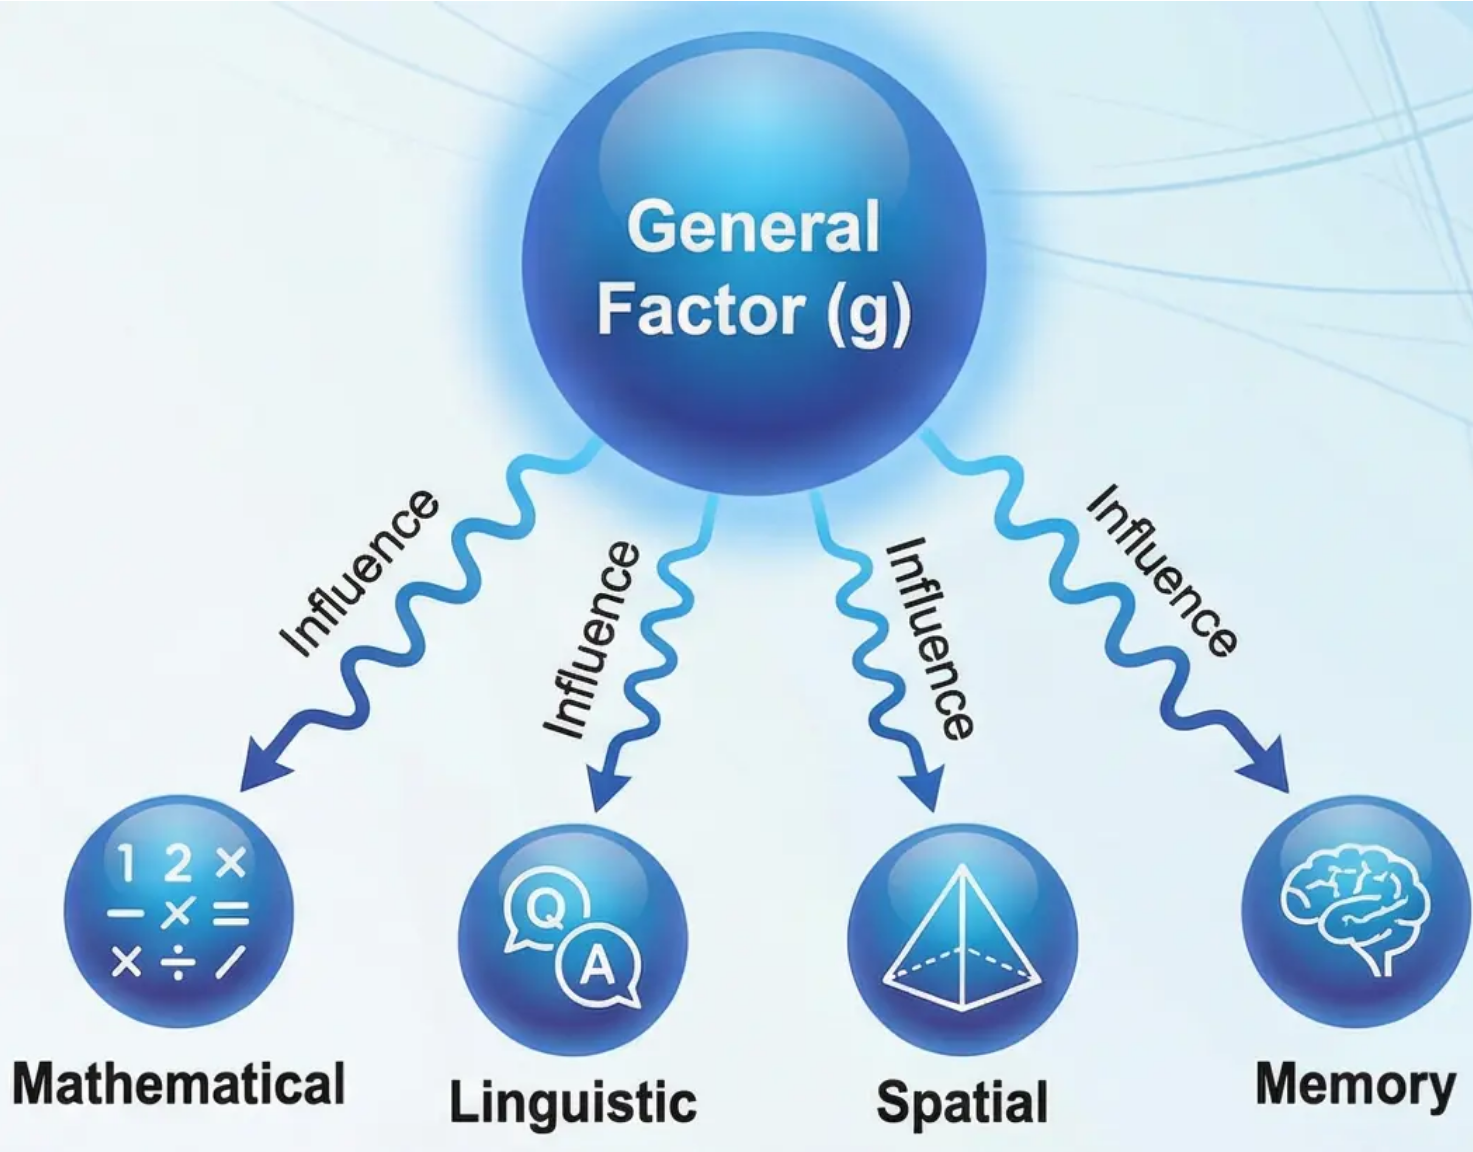 General
Factor (g)
Influence
Influence
Influence
Influence
1 2 ×
− × =
× ÷ /
Q
A
Mathematical
Linguistic
Spatial
Memory